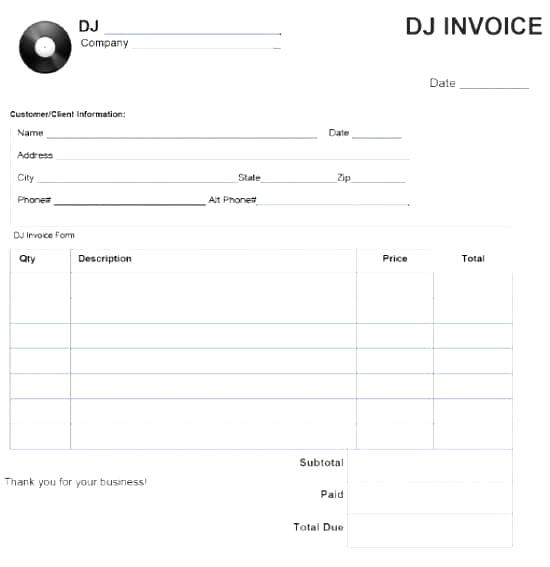 DJ
DJ INVOICE
Company
Date
Customer/Client Information:
Name Date
Address
City State Zip
Phone# Alt Phone#
DJ Invoice Form
Qty Description Price Total
Subtotal
Thank you for your business!
Paid
Total Due